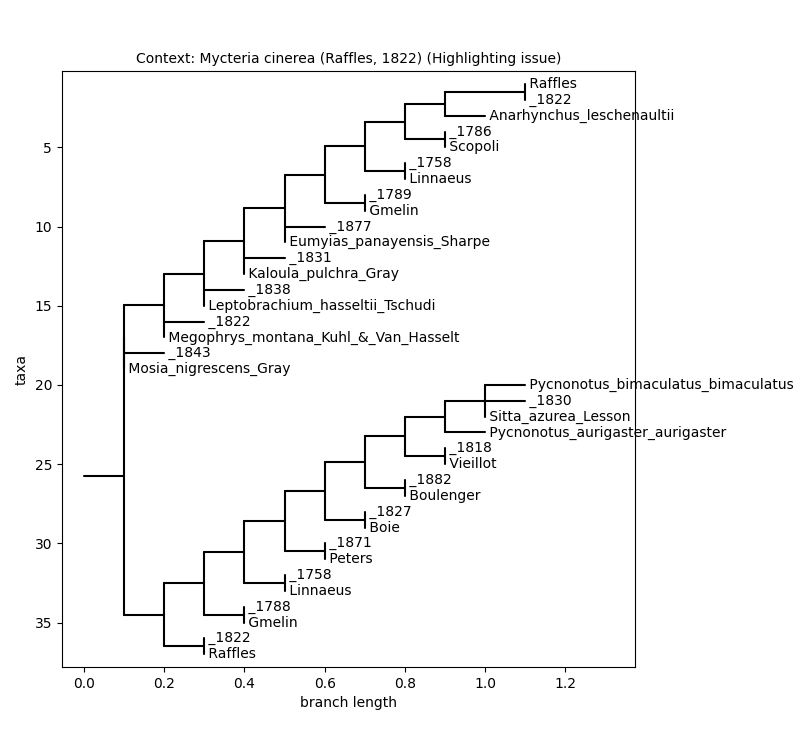 Context: Mycteria cinerea (Raffles, 1822) (Highlighting issue)
Raffles
_1822
Anarhynchus_leschenaultii
_1786
Scopoli
_1758
Linnaeus
_1789
Gmelin
_1877
Eumyias_panayensis_Sharpe
_1831
Kaloula_pulchra_Gray
_1838
Leptobrachium_hasseltii_Tschudi
_1822
Megophrys_montana_Kuhl_&_Van_Hasselt
_1843
Mosia_nigrescens_Gray
Pycnonotus_bimaculatus_bimaculatus
_1830
Sitta_azurea_Lesson
Pycnonotus_aurigaster_aurigaster
_1818
Vieillot
_1882
Boulenger
_1827
Boie
_1871
Peters
_1758
Linnaeus
_1788
Gmelin
_1822
Raffles
5
10
15
20
25
30
35
taxa
0.0 0.2 0.4 0.6 0.8 1.0 1.2
branch length